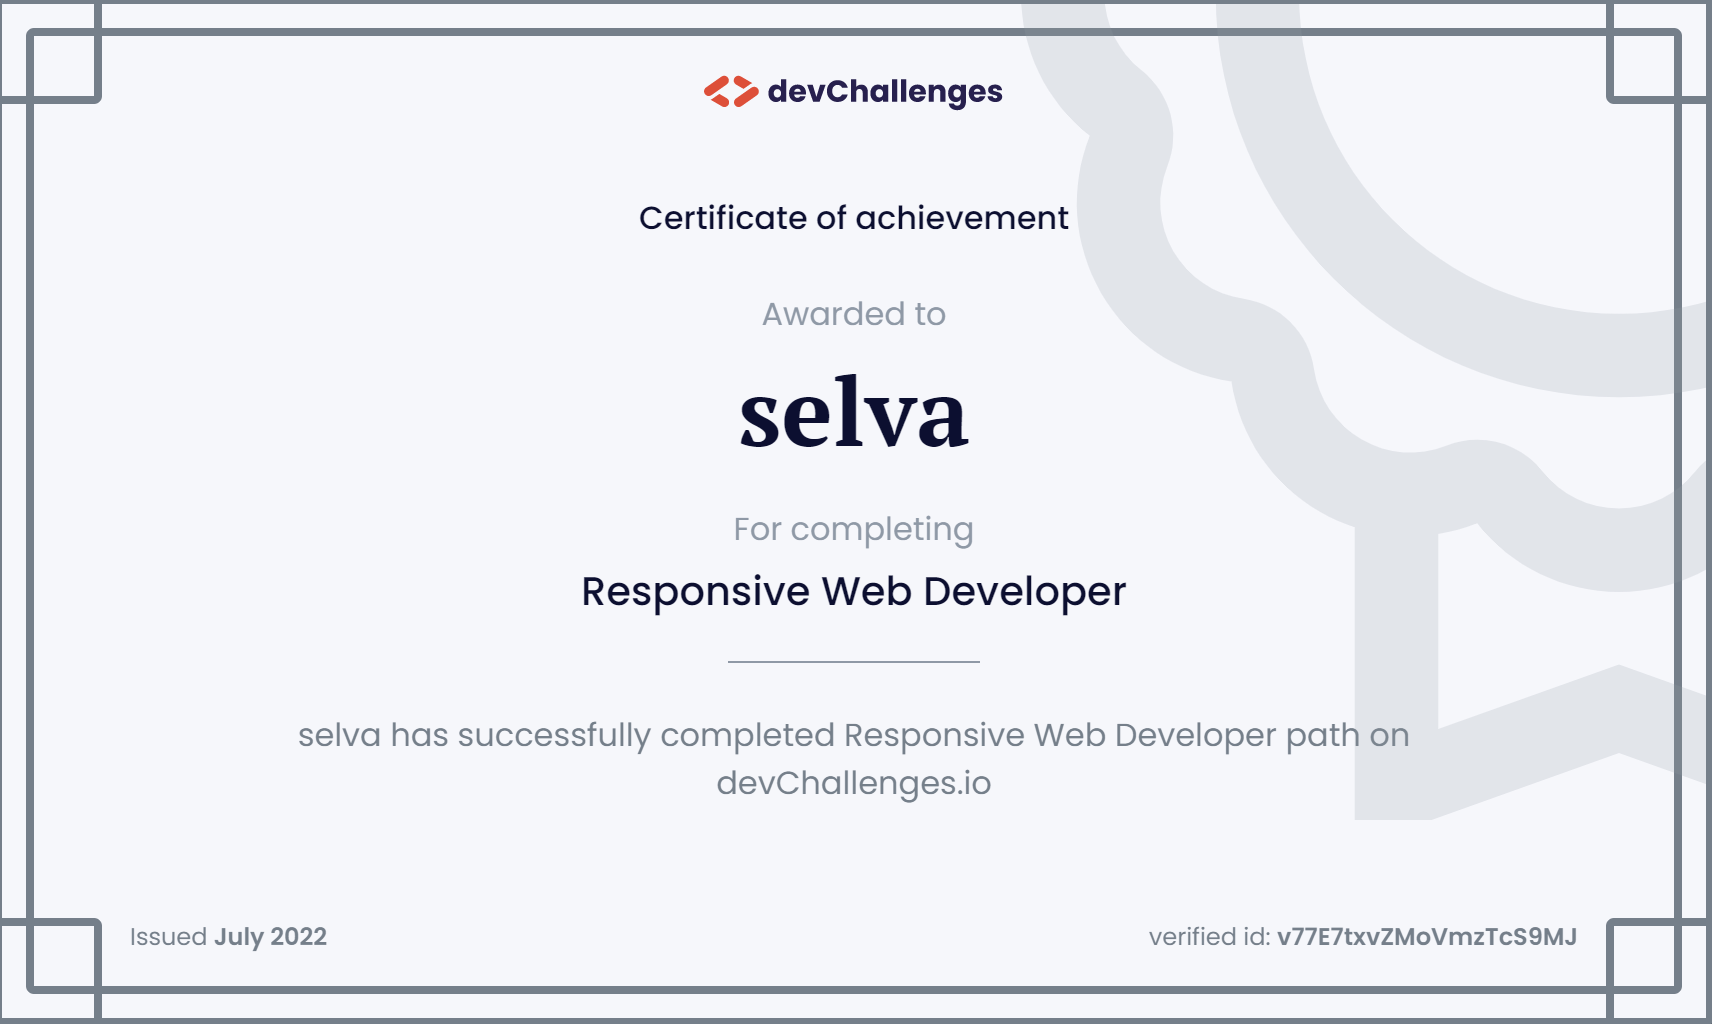 devChallenges
Certificate of achievement
Awarded to
selva
For completing
Responsive Web Developer
selva has successfully completed Responsive Web Developer path on
devChallenges.io
Issued July 2022
verified id: v77E7txvZMoVmzTcS9MJ